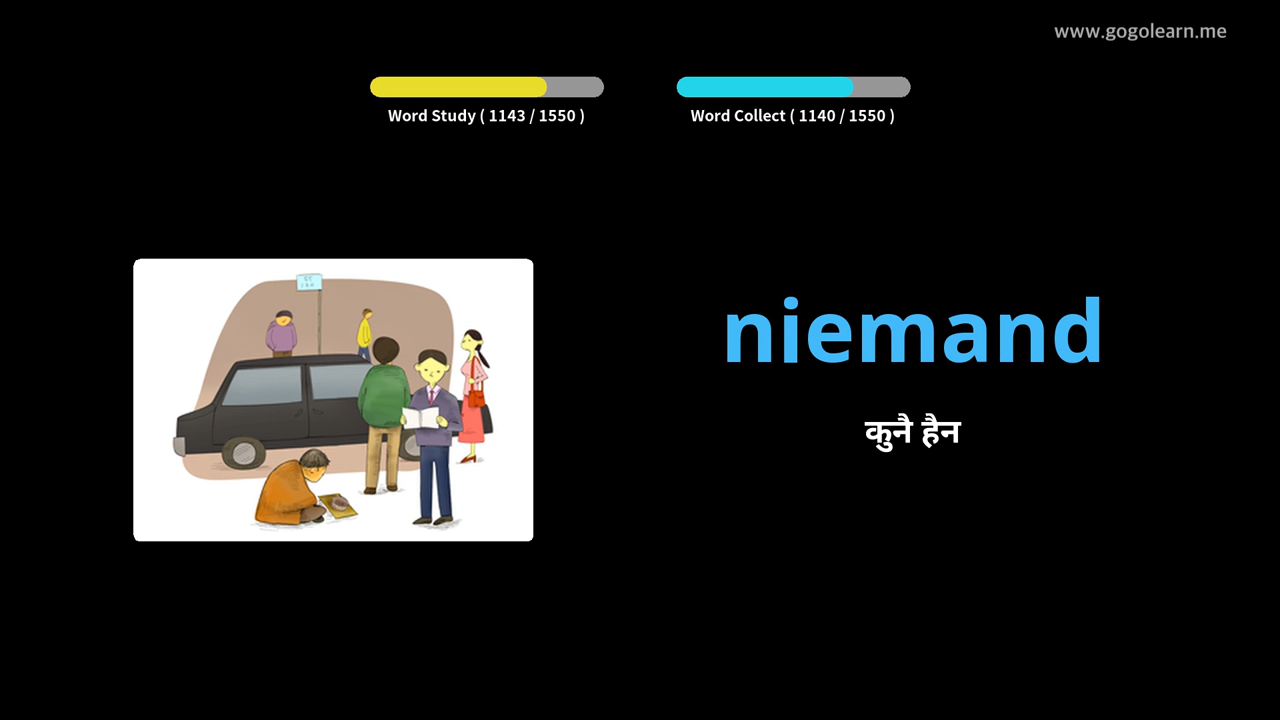 www.gogolearn.me
Word Study ( 1143 / 1550 )
Word Collect ( 1140 / 1550 )
niemand
कुनै हैन